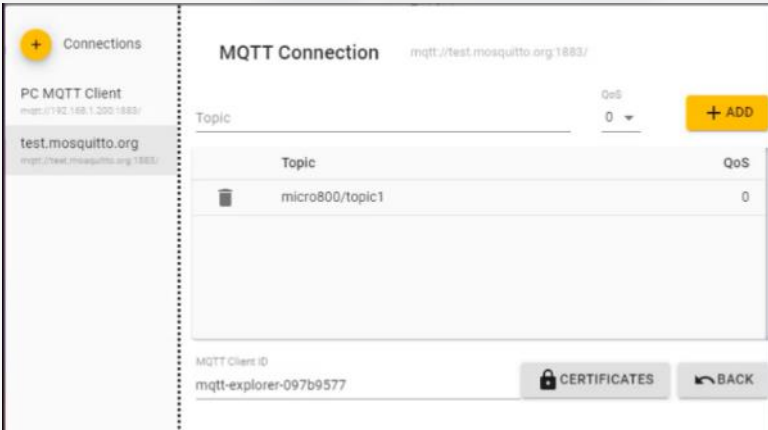 + Connections
PC MQTT Client
mqtt://192.168.1.200:1883/
test.mosquitto.org
mqtt://test.mosquitto.org:1883/
MQTT Connection mqtt://test.mosquitto.org:1883/
QoS
Topic 0
+ ADD
Topic QoS
micro800/topic1 0
MQTT Client ID
mqtt-explorer-097b9577
CERTIFICATES
BACK